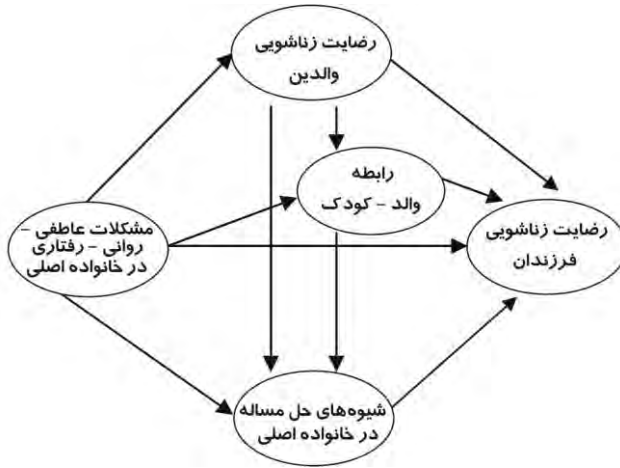 رضایت زناشویی
والدین
رابطه
والد - کودک
مشکلات عاطفی -
روانی - رفتاری
در خانواده اصلی
رضایت زناشویی
فرزندان
شیوه‌های حل مساله
در خانواده اصلی